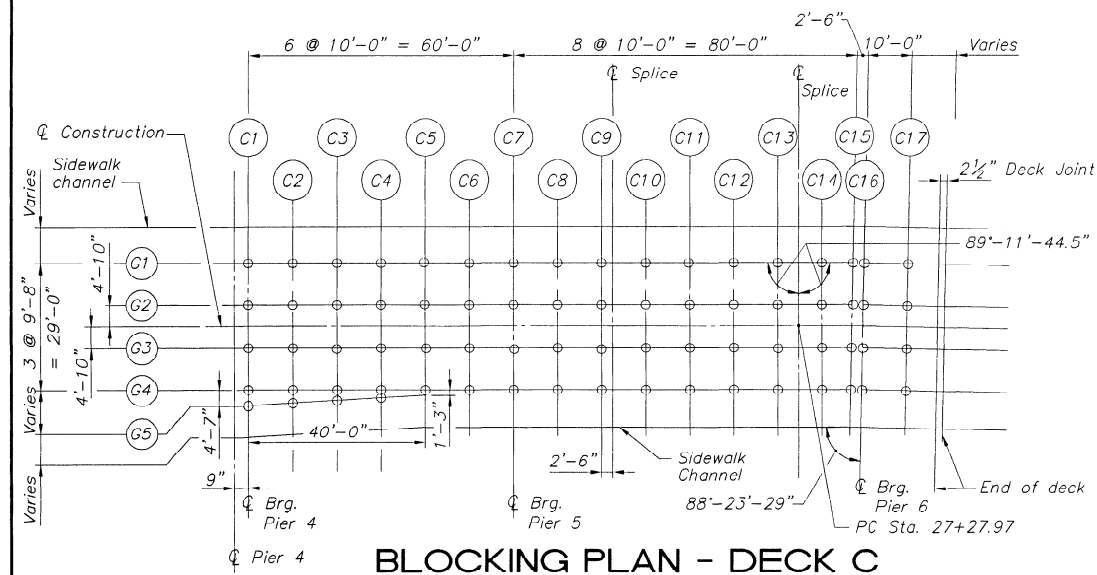 2'-6"
6 @ 10'-0" = 60'-0"
8 @ 10'-0" = 80'-0"
10'-0"
Varies
℄ Splice
℄
Splice
℄ Construction
Sidewalk
channel
C1
C3
C5
C7
C9
C11
C13
C15
C17
C2
C4
C6
C8
C10
C12
C14
C16
2½" Deck Joint
89°-11'-44.5"
Varies
G1
4'-10"
G2
3 @ 9'-8"
= 29'-0"
G3
4'-10"
G4
Varies
G5
4'-7"
40'-0"
1'-3"
Varies
9"
2'-6"
Sidewalk
Channel
88°-23'-29"
℄ Brg.
Pier 4
℄ Brg.
Pier 5
℄ Brg.
Pier 6
End of deck
PC Sta. 27+27.97
℄ Pier 4
BLOCKING PLAN - DECK C